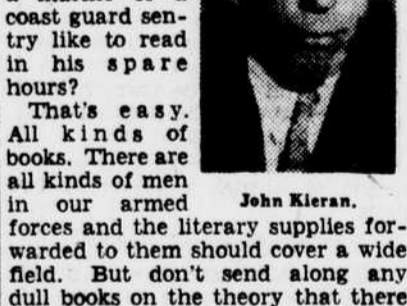 coast guard sen-
try like to read
in his spare
hours?
That's easy.
All kinds of
books. There are
all kinds of men
in our armed
John Kieran.
forces and the literary supplies for-
warded to them should cover a wide
field. But don't send along any
dull books on the theory that there